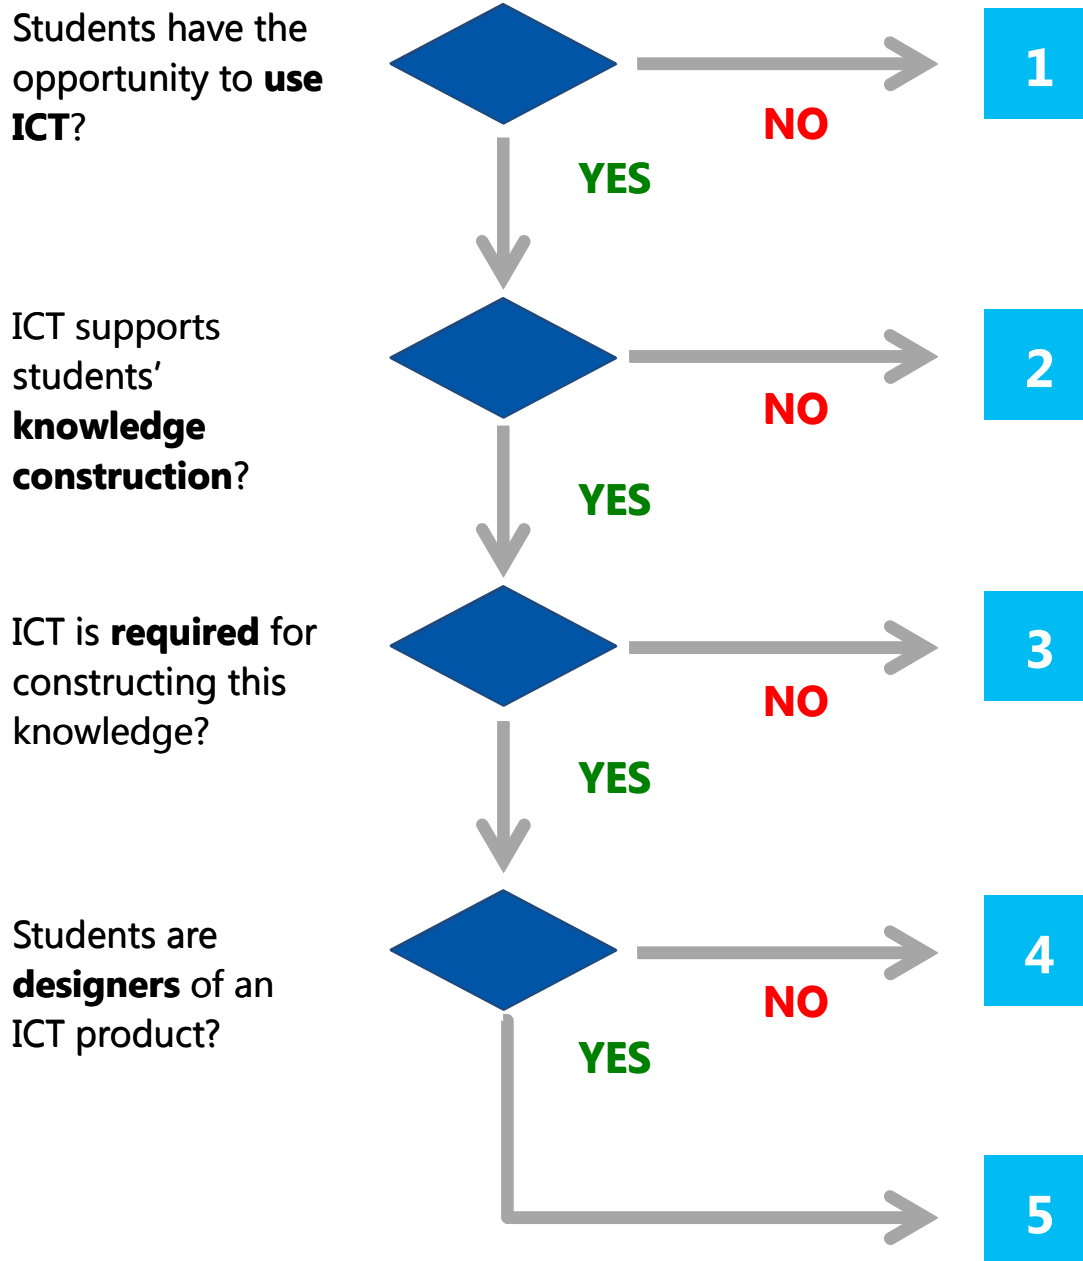 Students have the
opportunity to use
ICT?
1
NO
YES
ICT supports
students’
knowledge
construction?
2
NO
YES
ICT is required for
constructing this
knowledge?
3
NO
YES
Students are
designers of an
ICT product?
4
NO
YES
5